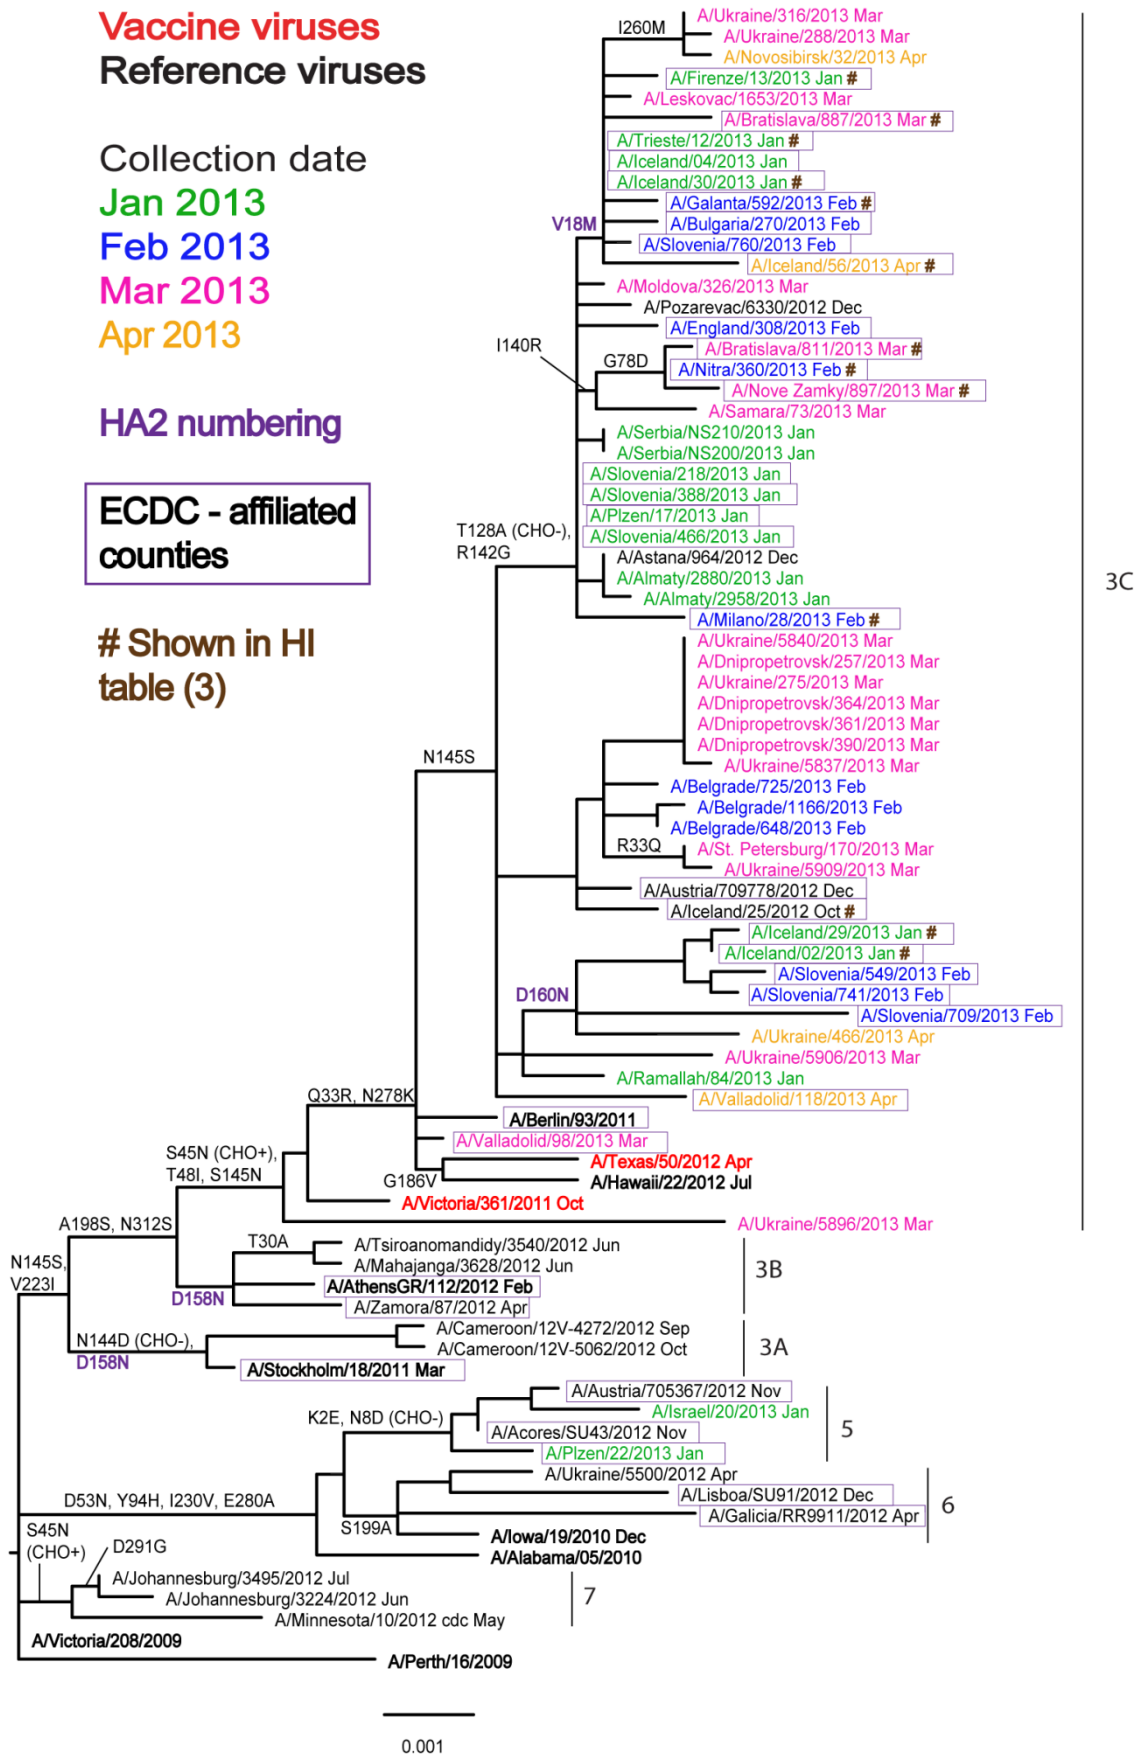 Vaccine viruses
Reference viruses
Collection date
Jan 2013
Feb 2013
Mar 2013
Apr 2013
HA2 numbering
ECDC - affiliated
counties
# Shown in HI
table (3)
I260M
A/Ukraine/316/2013 Mar
A/Ukraine/288/2013 Mar
A/Novosibirsk/32/2013 Apr
A/Firenze/13/2013 Jan #
A/Leskovac/1653/2013 Mar
A/Bratislava/887/2013 Mar #
A/Trieste/12/2013 Jan #
A/Iceland/04/2013 Jan
A/Iceland/30/2013 Jan #
A/Galanta/592/2013 Feb #
V18M
A/Bulgaria/270/2013 Feb
A/Slovenia/760/2013 Feb
A/Iceland/56/2013 Apr #
A/Moldova/326/2013 Mar
A/Pozarevac/6330/2012 Dec
A/England/308/2013 Feb
I140R
A/Bratislava/811/2013 Mar #
G78D
A/Nitra/360/2013 Feb #
A/Nove Zamky/897/2013 Mar #
A/Samara/73/2013 Mar
A/Serbia/NS210/2013 Jan
A/Serbia/NS200/2013 Jan
A/Slovenia/218/2013 Jan
A/Slovenia/388/2013 Jan
A/Plzen/17/2013 Jan
T128A (CHO-),
R142G
A/Slovenia/466/2013 Jan
A/Astana/964/2012 Dec
A/Almaty/2880/2013 Jan
A/Almaty/2958/2013 Jan
3C
A/Milano/28/2013 Feb #
A/Ukraine/5840/2013 Mar
A/Dnipropetrovsk/257/2013 Mar
A/Ukraine/275/2013 Mar
A/Dnipropetrovsk/364/2013 Mar
A/Dnipropetrovsk/361/2013 Mar
A/Dnipropetrovsk/390/2013 Mar
N145S
A/Ukraine/5837/2013 Mar
A/Belgrade/725/2013 Feb
A/Belgrade/1166/2013 Feb
A/Belgrade/648/2013 Feb
R33Q
A/St. Petersburg/170/2013 Mar
A/Ukraine/5909/2013 Mar
A/Austria/709778/2012 Dec
A/Iceland/25/2012 Oct #
A/Iceland/29/2013 Jan #
A/Iceland/02/2013 Jan #
A/Slovenia/549/2013 Feb
D160N
A/Slovenia/741/2013 Feb
A/Slovenia/709/2013 Feb
A/Ukraine/466/2013 Apr
A/Ukraine/5906/2013 Mar
A/Ramallah/84/2013 Jan
Q33R, N278K
A/Valladolid/118/2013 Apr
A/Berlin/93/2011
A/Valladolid/98/2013 Mar
S45N (CHO+),
T48I, S145N
A/Texas/50/2012 Apr
G186V
A/Hawaii/22/2012 Jul
A/Victoria/361/2011 Oct
A198S, N312S
A/Ukraine/5896/2013 Mar
T30A
A/Tsiroanomandidy/3540/2012 Jun
N145S,
V223I
A/Mahajanga/3628/2012 Jun
3B
D158N
A/AthensGR/112/2012 Feb
A/Zamora/87/2012 Apr
N144D (CHO-),
D158N
A/Cameroon/12V-4272/2012 Sep
A/Cameroon/12V-5062/2012 Oct
3A
A/Stockholm/18/2011 Mar
A/Austria/705367/2012 Nov
K2E, N8D (CHO-)
A/Israel/20/2013 Jan
A/Acores/SU43/2012 Nov
5
A/Plzen/22/2013 Jan
A/Ukraine/5500/2012 Apr
D53N, Y94H, I230V, E280A
A/Lisboa/SU91/2012 Dec
6
A/Galicia/RR9911/2012 Apr
S199A
S45N
(CHO+)
A/Iowa/19/2010 Dec
D291G
A/Alabama/05/2010
A/Johannesburg/3495/2012 Jul
A/Johannesburg/3224/2012 Jun
7
A/Minnesota/10/2012 cdc May
A/Victoria/208/2009
A/Perth/16/2009
0.001